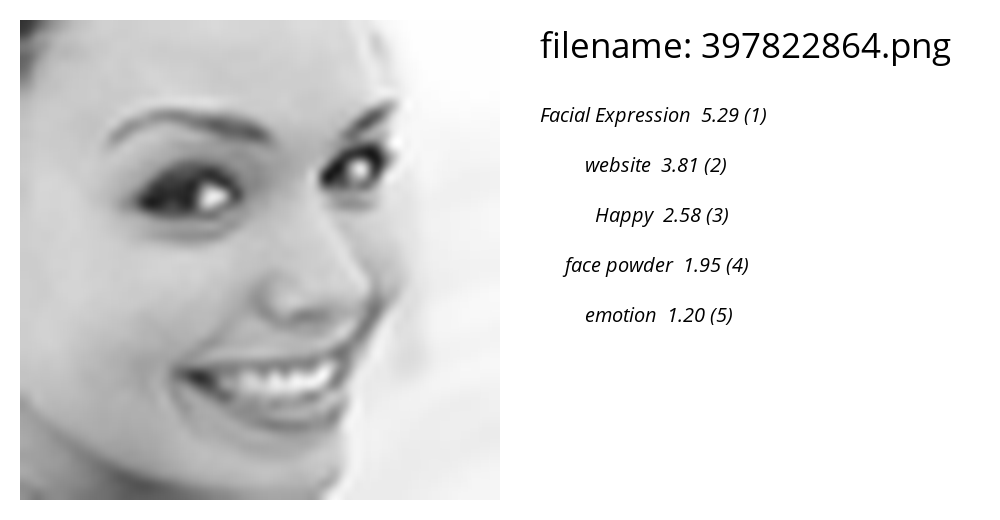 filename: 397822864.png
Facial Expression 5.29 (1)
website 3.81 (2)
Happy 2.58 (3)
face powder 1.95 (4)
emotion 1.20 (5)